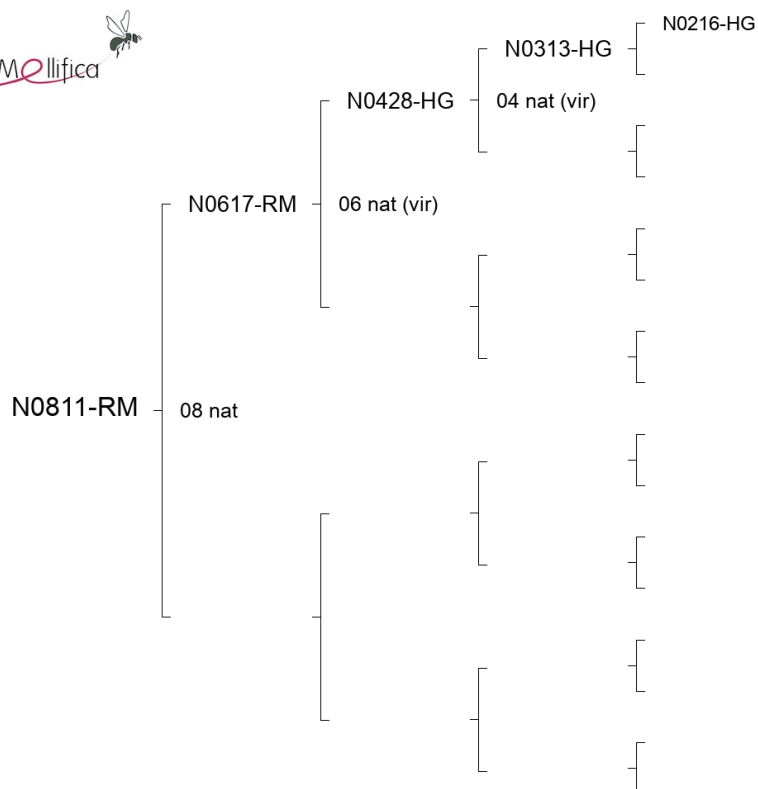 Mellifica
N0216-HG
N0313-HG
N0428-HG
04 nat (vir)
N0617-RM
06 nat (vir)
N0811-RM
08 nat